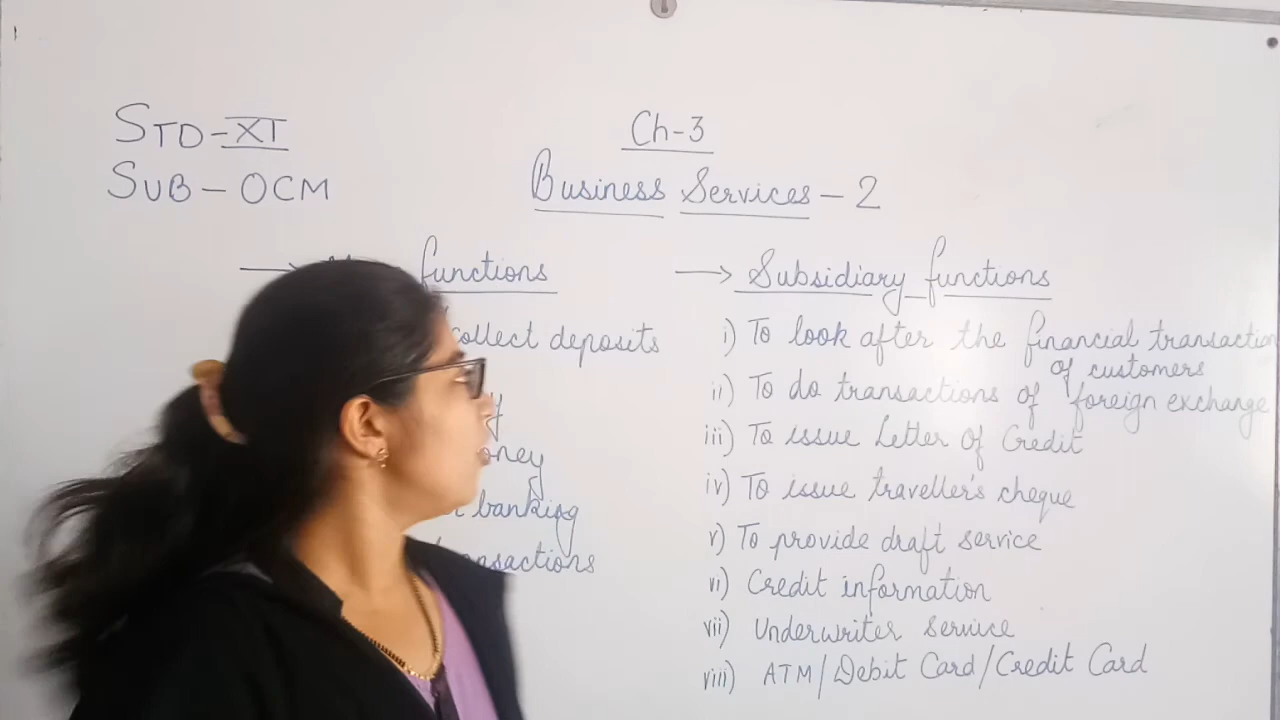 STD-XI
SUB - OCM
Ch-3
Business Services - 2
functions
collect deposits
banking
→ Subsidiary functions
i) To look after the financial transaction
of customers
ii) To do transactions of foreign exchange
iii) To issue Letter of Credit
iv) To issue traveller's cheque
v) To provide draft service
vi) Credit information
vii) Underwriter service
viii) ATM/Debit Card/Credit Card